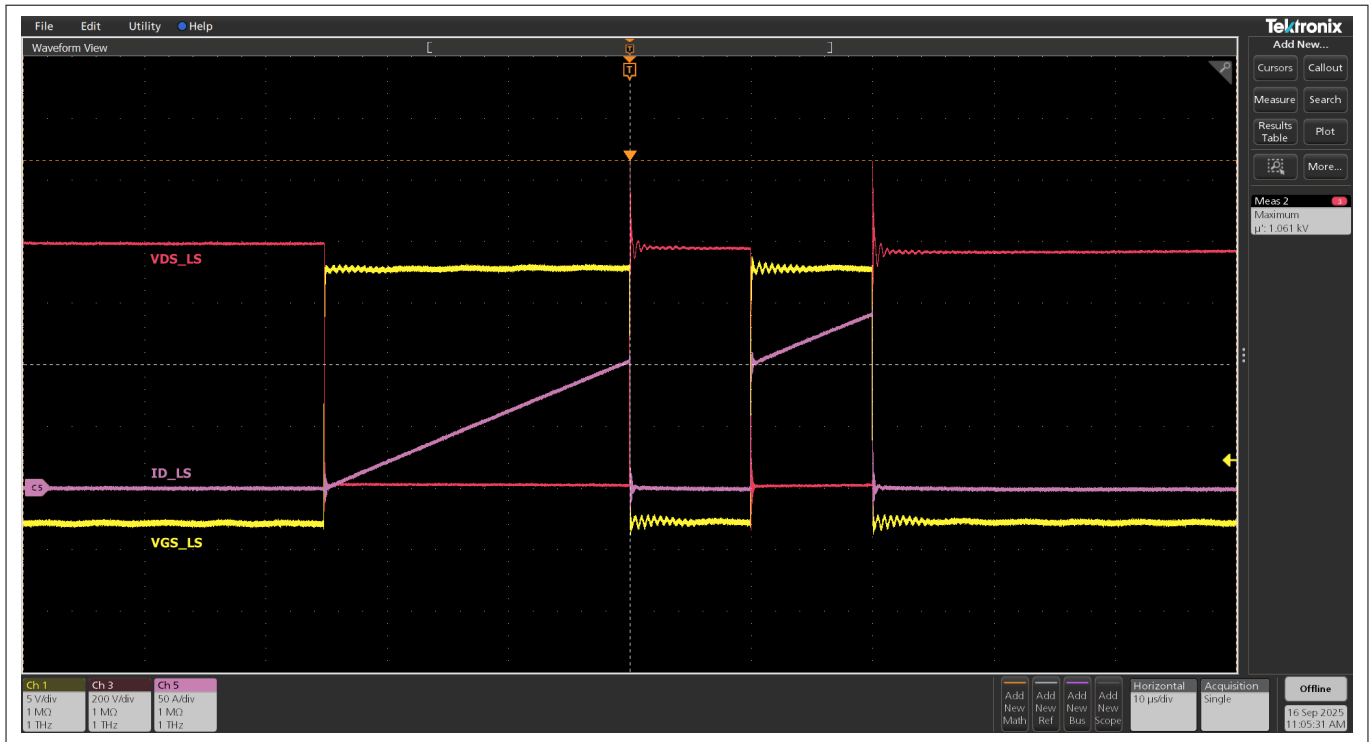 File Edit Utility Help
Tektronix
Waveform View
Add New...
T
T
Cursors Callout
Measure Search
Results Table Plot
More...
Meas 2 3
Maximum
µ': 1.061 kV
VDS_LS
ID_LS
C5
VGS_LS
Ch 1
5 V/div
1 MΩ
1 THz
Ch 3
200 V/div
1 MΩ
1 THz
Ch 5
50 A/div
1 MΩ
1 THz
Add New Math
Add New Ref
Add New Bus
Add New Scope
Horizontal
10 µs/div
Acquisition
Single
Offline
16 Sep 2025
11:05:31 AM